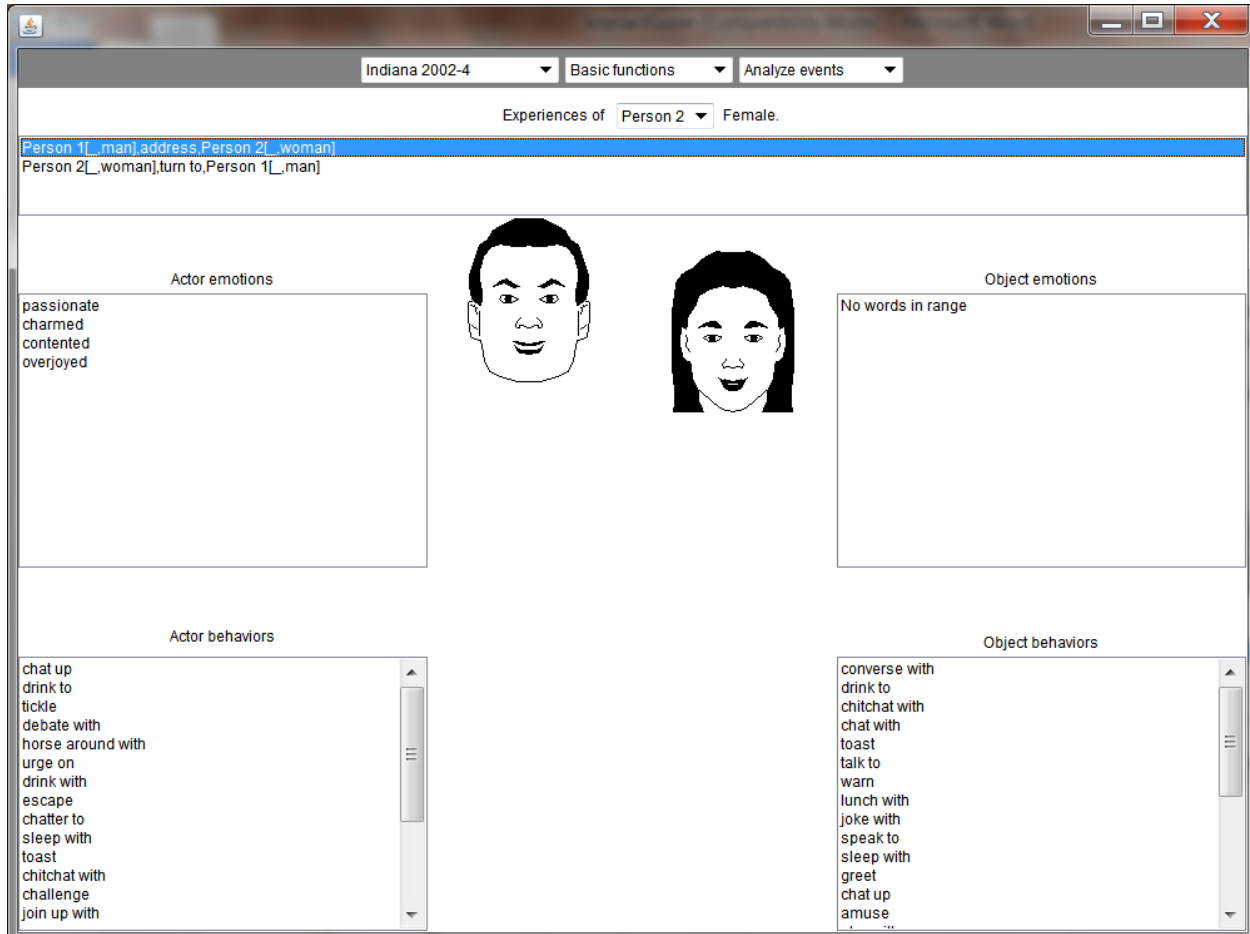 Indiana 2002-4 Basic functions Analyze events
Experiences of Person 2 Female.
Person 1[_,man],address,Person 2[_,woman]
Person 2[_,woman],turn to,Person 1[_,man]
Actor emotions
passionate
charmed
contented
overjoyed
Object emotions
No words in range
Actor behaviors
chat up
drink to
tickle
debate with
horse around with
urge on
drink with
escape
chatter to
sleep with
toast
chitchat with
challenge
join up with
Object behaviors
converse with
drink to
chitchat with
chat with
toast
talk to
warn
lunch with
joke with
speak to
sleep with
greet
chat up
amuse